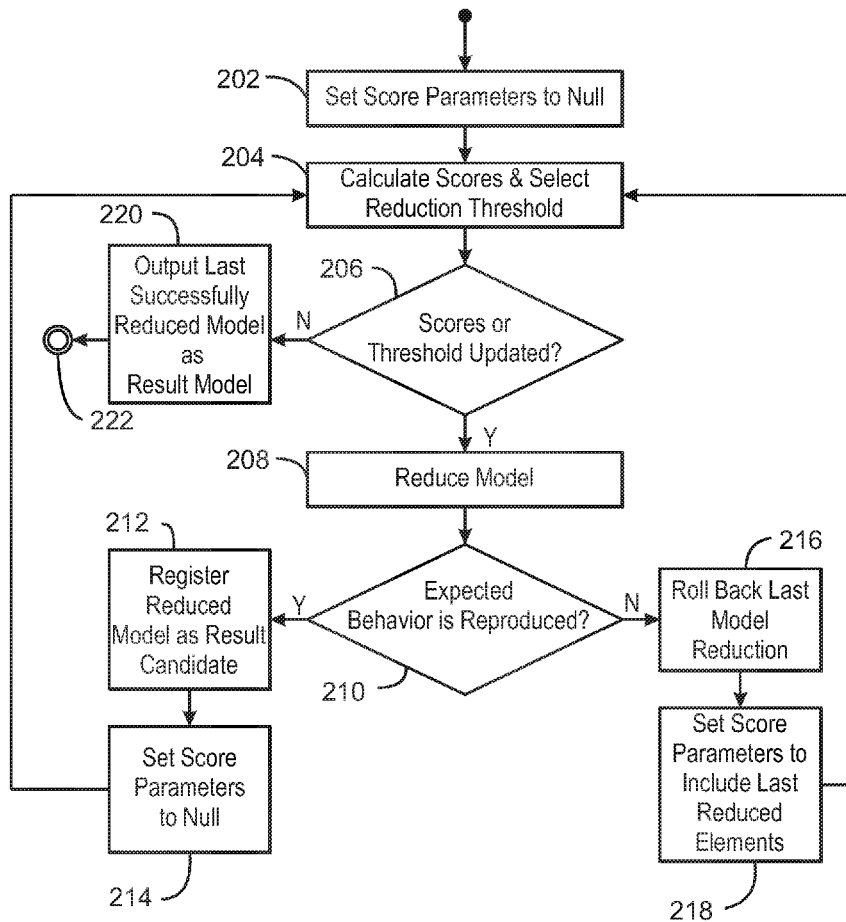 202
Set Score Parameters to Null
204
Calculate Scores & Select
Reduction Threshold
220
Output Last
Successfully
Reduced Model
as
Result Model
206
Scores or
Threshold Updated?
N
222
Y
208
Reduce Model
212
Register
Reduced
Model as Result
Candidate
Y
Expected
Behavior is Reproduced?
210
N
216
Roll Back Last
Model
Reduction
Set Score
Parameters
to Null
214
Set Score
Parameters to
Include Last
Reduced
Elements
218